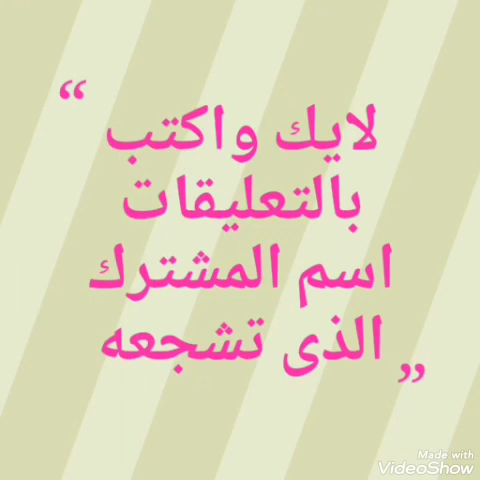 “
لايك واكتب
بالتعليقات
اسم المشترك
الذى تشجعه
”
Made with
VideoShow